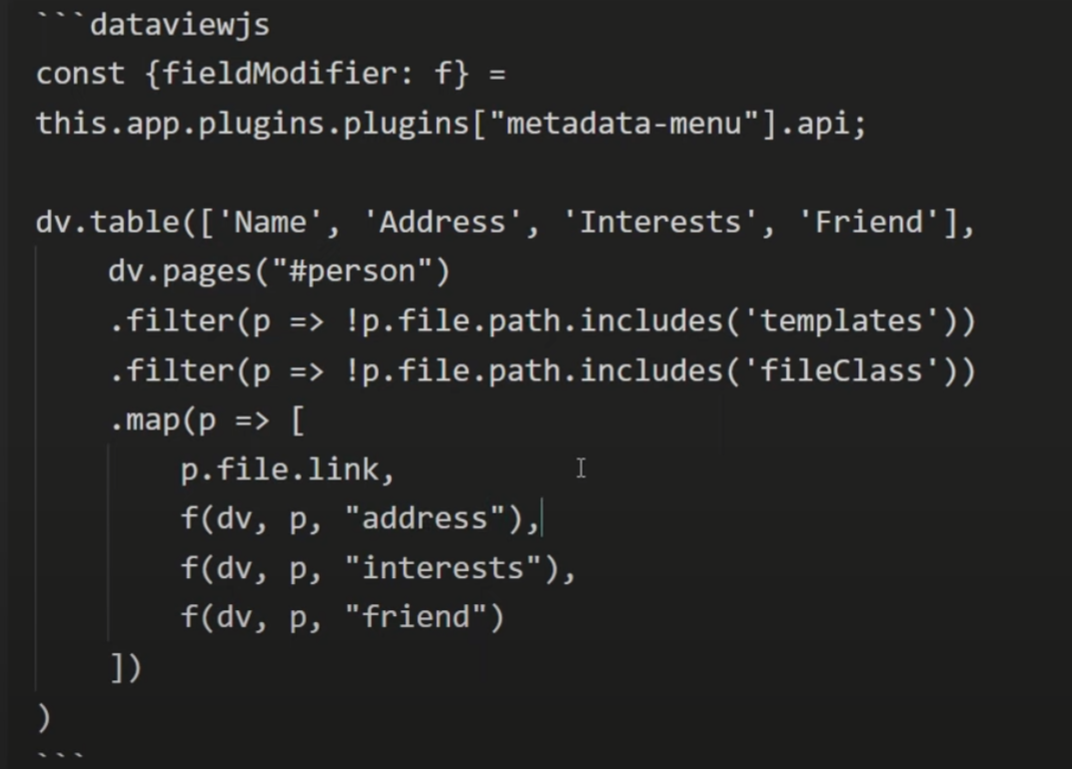 ```dataviewjs
const {fieldModifier: f} =
this.app.plugins.plugins["metadata-menu"].api;

dv.table(['Name', 'Address', 'Interests', 'Friend'],
    dv.pages("#person")
    .filter(p => !p.file.path.includes('templates'))
    .filter(p => !p.file.path.includes('fileClass'))
    .map(p => [
        p.file.link,
        f(dv, p, "address"),
        f(dv, p, "interests"),
        f(dv, p, "friend")
    ])
)
```